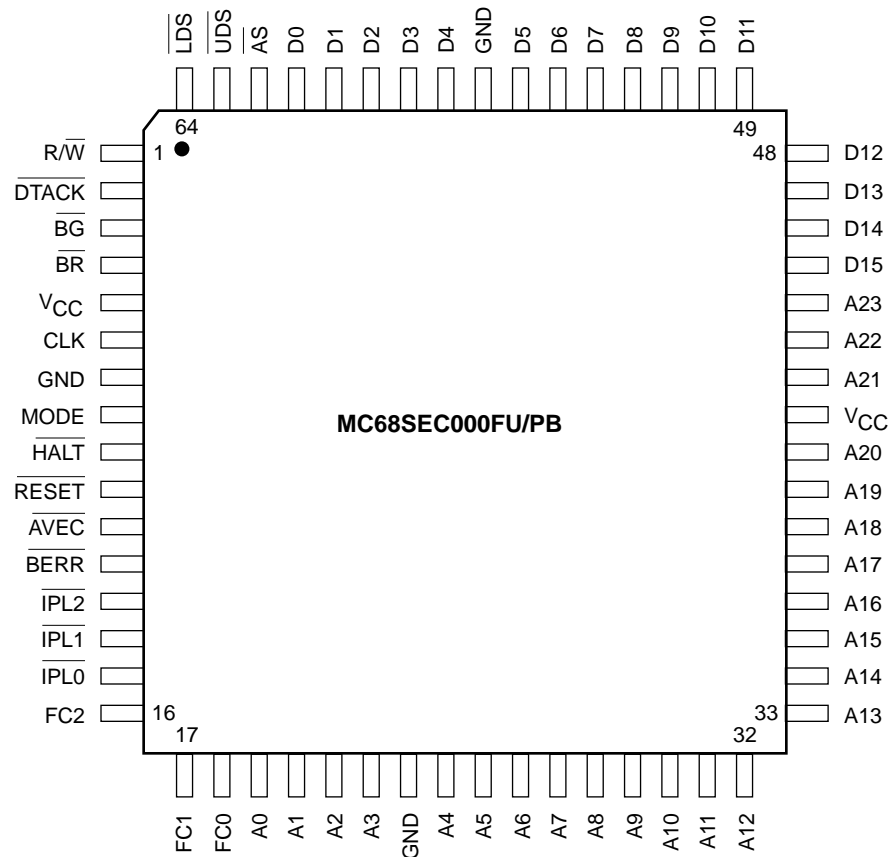 LDS UDS AS D0 D1 D2 D3 D4 GND D5 D6 D7 D8 D9 D10 D11
64 49
R/W 1 48 D12
DTACK D13
BG D14
BR D15
VCC A23
CLK A22
GND A21
MODE VCC
HALT A20
RESET A19
AVEC A18
BERR A17
IPL2 A16
IPL1 A15
IPL0 A14
FC2 16 33 A13
17 32
FC1 FC0 A0 A1 A2 A3 GND A4 A5 A6 A7 A8 A9 A10 A11 A12
MC68SEC000FU/PB